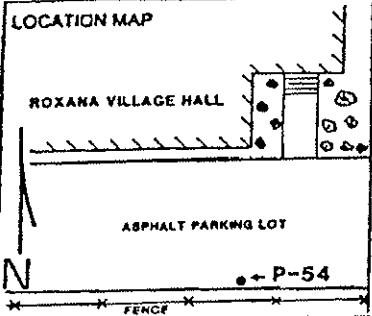 LOCATION MAP
ROXANA VILLAGE HALL
ASPHALT PARKING LOT
N
P-54
FENCE